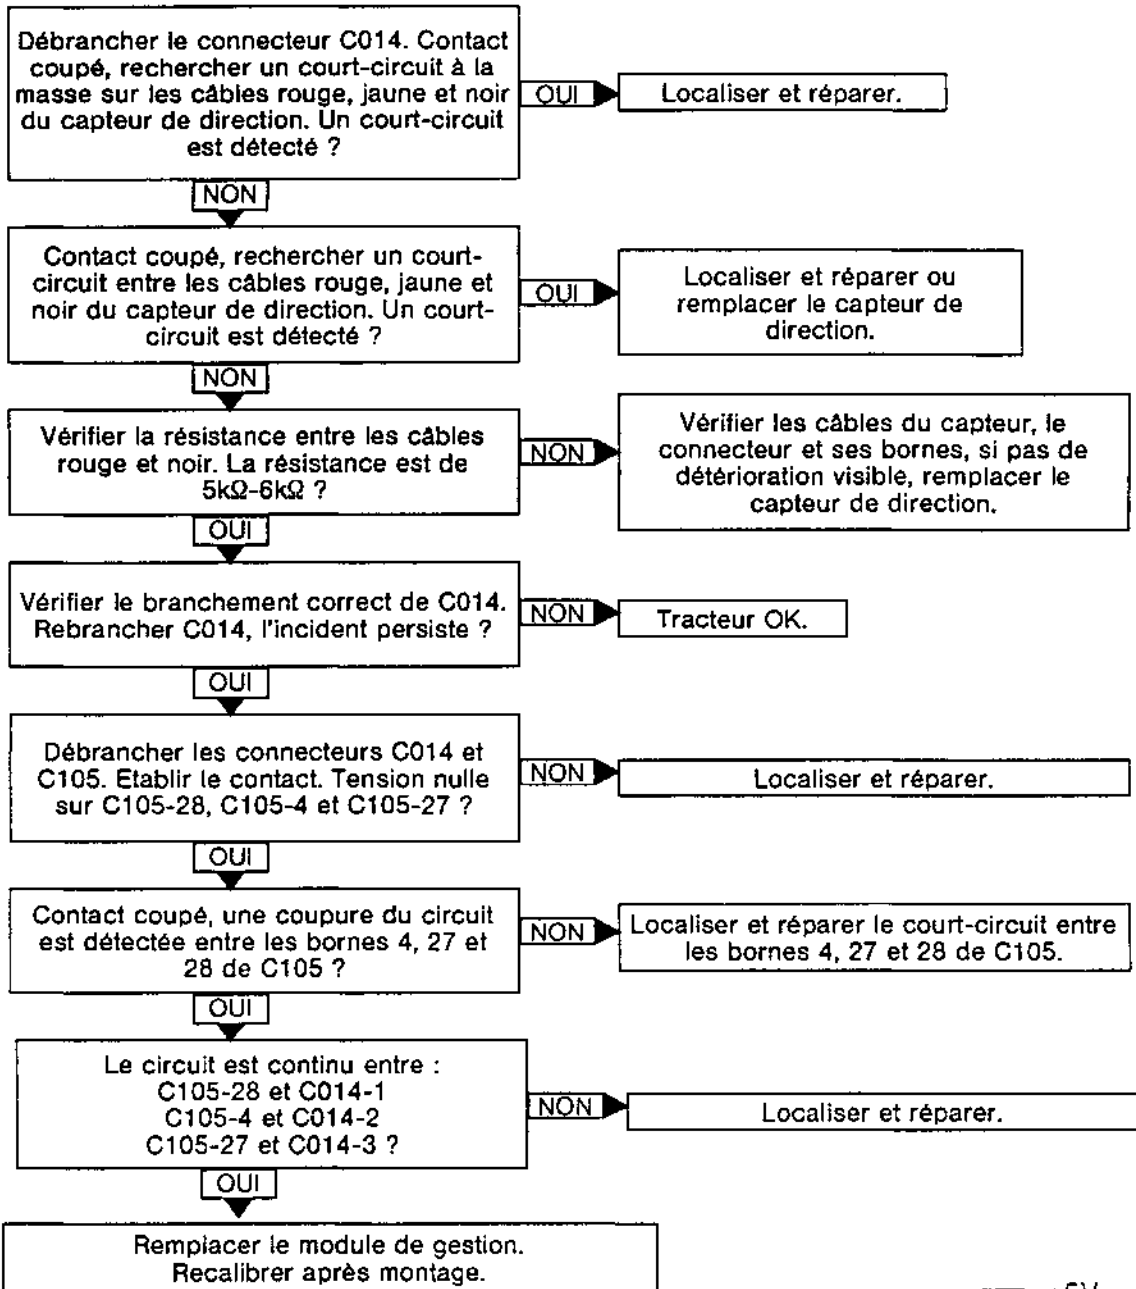 Débrancher le connecteur C014. Contact
coupé, rechercher un court-circuit à la
masse sur les câbles rouge, jaune et noir
du capteur de direction. Un court-circuit
est détecté ?
OUI
Localiser et réparer.
NON
Contact coupé, rechercher un court-
circuit entre les câbles rouge, jaune et
noir du capteur de direction. Un court-
circuit est détecté ?
OUI
Localiser et réparer ou
remplacer le capteur de
direction.
NON
Vérifier la résistance entre les câbles
rouge et noir. La résistance est de
5kΩ-6kΩ ?
NON
Vérifier les câbles du capteur, le
connecteur et ses bornes, si pas de
détérioration visible, remplacer le
capteur de direction.
OUI
Vérifier le branchement correct de C014.
Rebrancher C014, l'incident persiste ?
NON
Tracteur OK.
OUI
Débrancher les connecteurs C014 et
C105. Etablir le contact. Tension nulle
sur C105-28, C105-4 et C105-27 ?
NON
Localiser et réparer.
OUI
Contact coupé, une coupure du circuit
est détectée entre les bornes 4, 27 et
28 de C105 ?
NON
Localiser et réparer le court-circuit entre
les bornes 4, 27 et 28 de C105.
OUI
Le circuit est continu entre :
C105-28 et C014-1
C105-4 et C014-2
C105-27 et C014-3 ?
NON
Localiser et réparer.
OUI
Remplacer le module de gestion.
Recalibrer après montage.